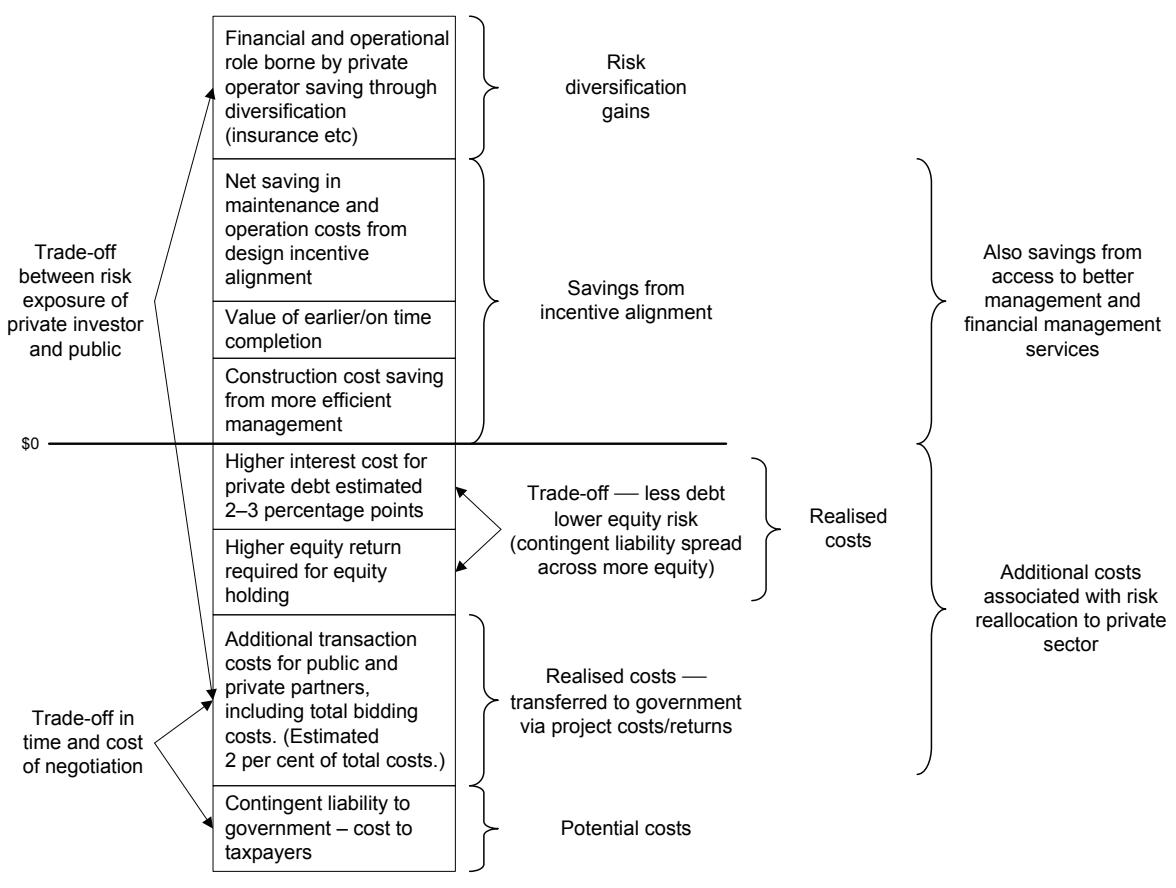 Financial and operational
role borne by private
operator saving through
diversification
(insurance etc)
Risk
diversification
gains
Net saving in
maintenance and
operation costs from
design incentive
alignment
Trade-off
between risk
exposure of
private investor
and public
Savings from
incentive alignment
Also savings from
access to better
management and
financial management
services
Value of earlier/on time
completion
Construction cost saving
from more efficient
management
$0
Higher interest cost for
private debt estimated
2–3 percentage points
Trade-off — less debt
lower equity risk
(contingent liability spread
across more equity)
Realised
costs
Higher equity return
required for equity
holding
Additional costs
associated with risk
reallocation to private
sector
Additional transaction
costs for public and
private partners,
including total bidding
costs. (Estimated
2 per cent of total costs.)
Realised costs —
transferred to government
via project costs/returns
Trade-off in
time and cost
of negotiation
Contingent liability to
government – cost to
taxpayers
Potential costs